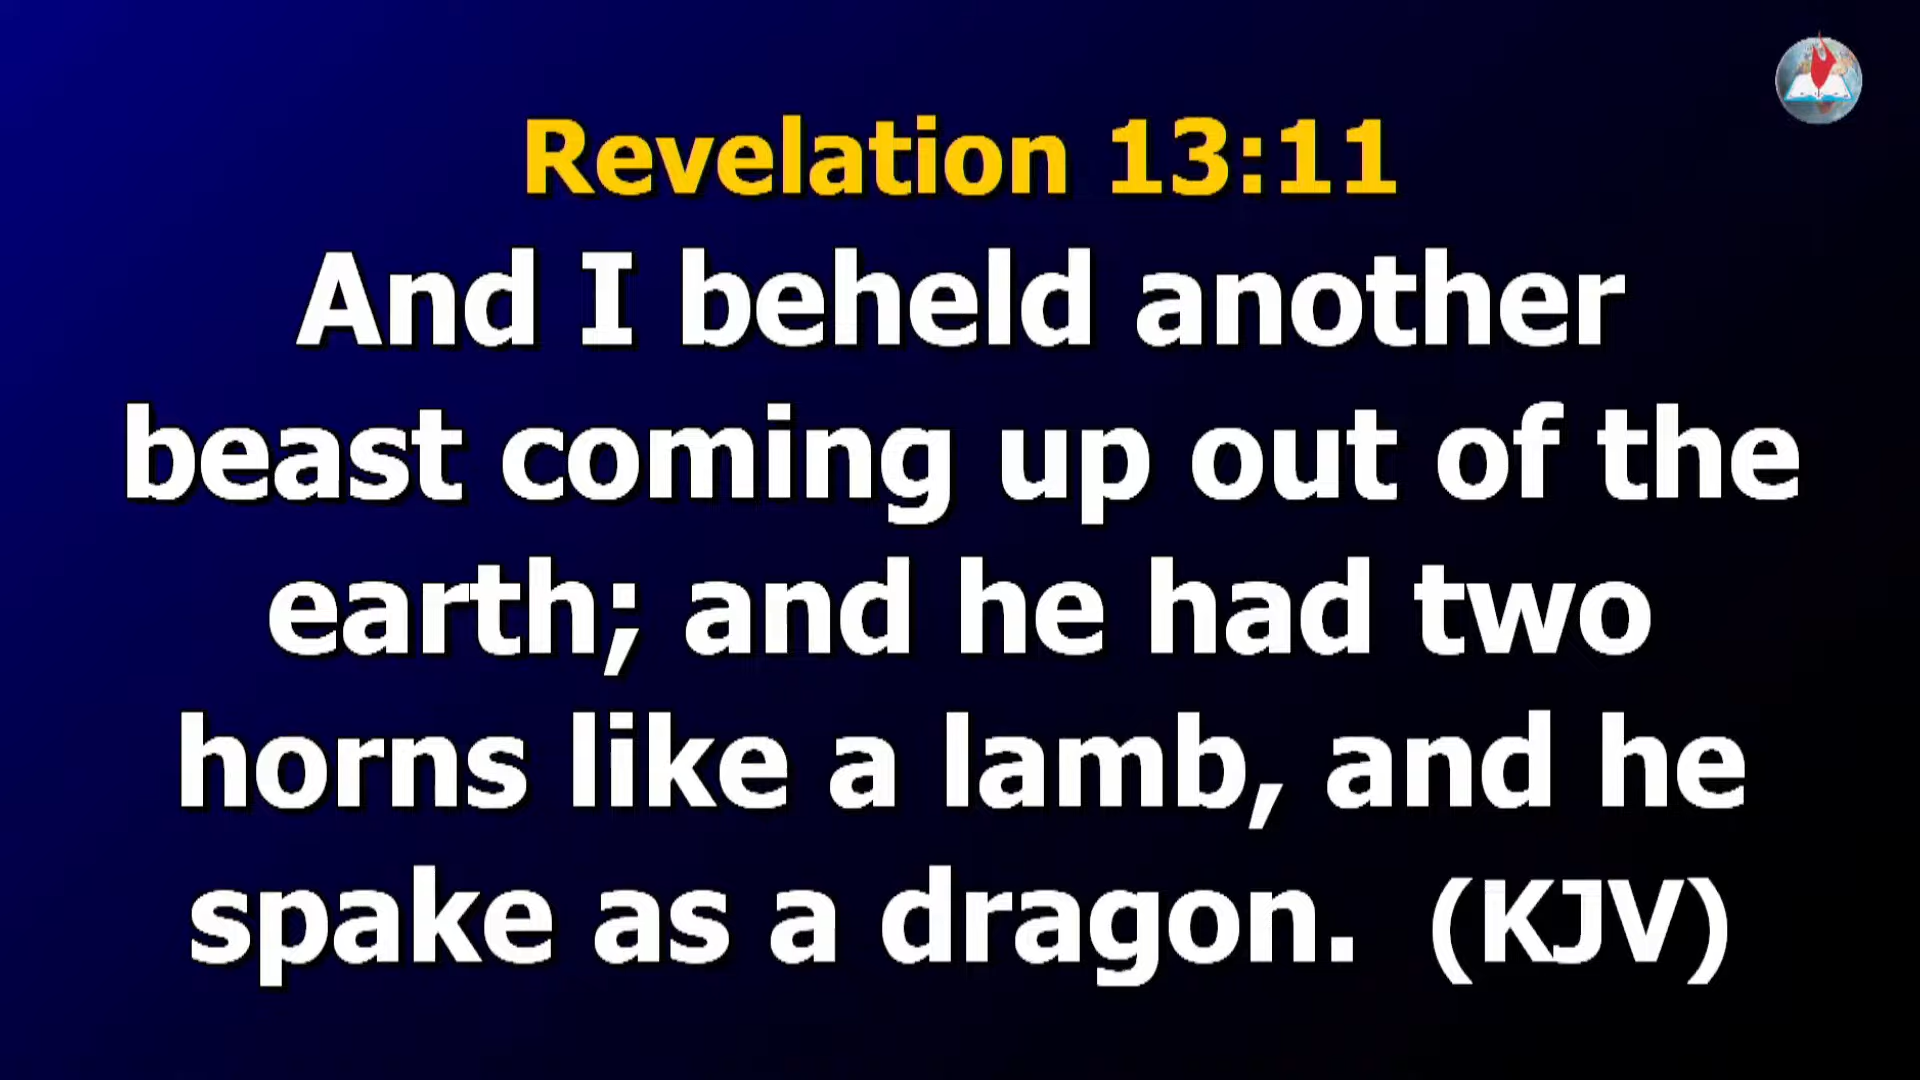 Revelation 13:11
And I beheld another
beast coming up out of the
earth; and he had two
horns like a lamb, and he
spake as a dragon. (KJV)